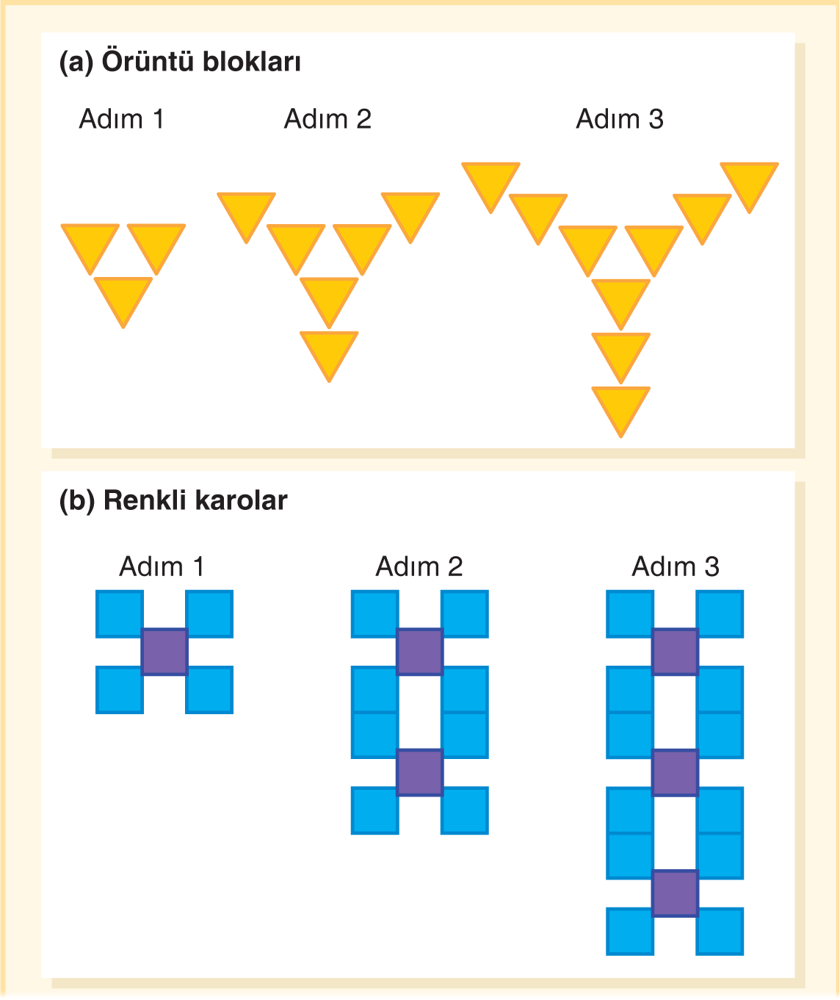 (a) Örüntü blokları
Adım 1 Adım 2 Adım 3
(b) Renkli karolar
Adım 1 Adım 2 Adım 3